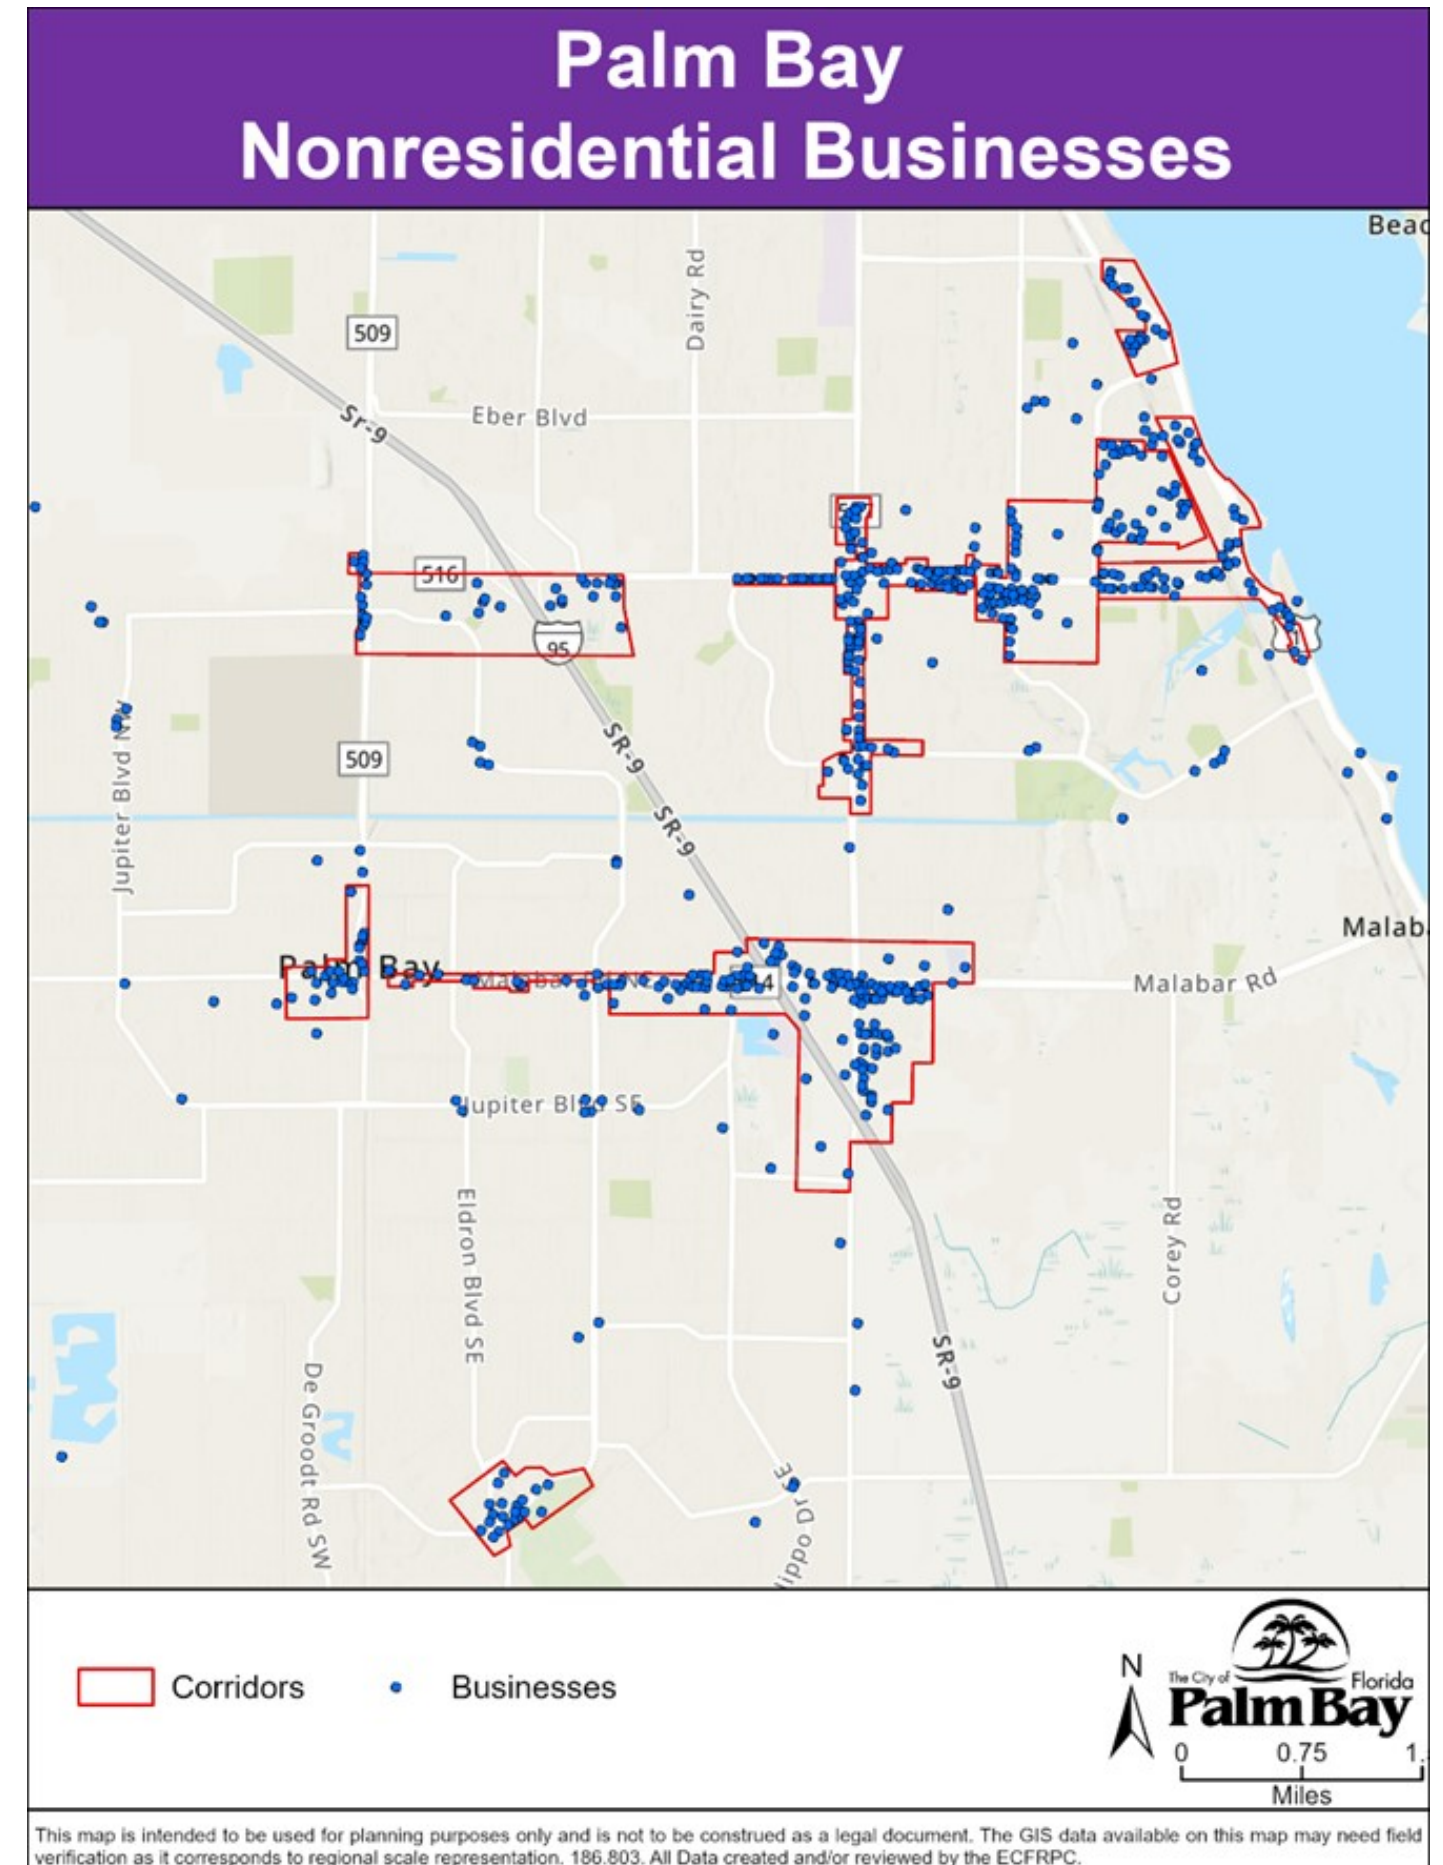 Palm Bay
Nonresidential Businesses
Beac
Dairy Rd
509
Sr-9
Eber Blvd
516
95
1
SR-9
509
Jupiter Blvd NW
SR-9
Malab
Palm Bay
Malabar Rd NE
Malabar Rd
Jupiter Blvd SE
Eldron Blvd SE
Corey Rd
SR-9
De Groodt Rd SW
Corridors
Businesses
N
The City of
Florida
Palm Bay
0 0.75 1.
Miles
This map is intended to be used for planning purposes only and is not to be construed as a legal document. The GIS data available on this map may need field
verification as it corresponds to regional scale representation. 186.803. All Data created and/or reviewed by the ECFRPC.